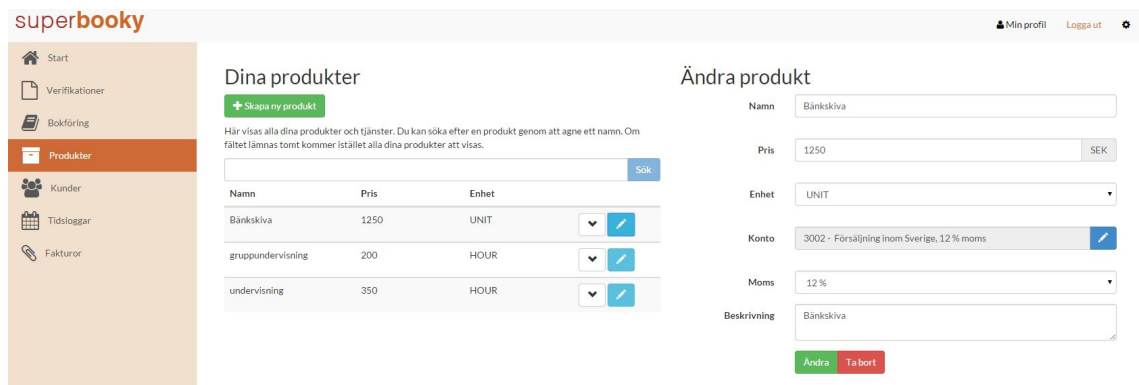 superbooky
Min profil
Logga ut
Start
Verifikationer
Bokföring
Produkter
Kunder
Tidsloggar
Fakturor
Dina produkter
Skapa ny produkt
Här visas alla dina produkter och tjänster. Du kan söka efter en produkt genom att agne ett namn. Om
fältet lämnas tomt kommer istället alla dina produkter att visas.
Sök
Namn Pris Enhet
Bänkskiva 1250 UNIT
gruppundervisning 200 HOUR
undervisning 350 HOUR
Ändra produkt
Namn Bänkskiva
Pris 1250 SEK
Enhet UNIT
Konto 3002 - Försäljning inom Sverige, 12 % moms
Moms 12 %
Beskrivning Bänkskiva
Ändra Ta bort